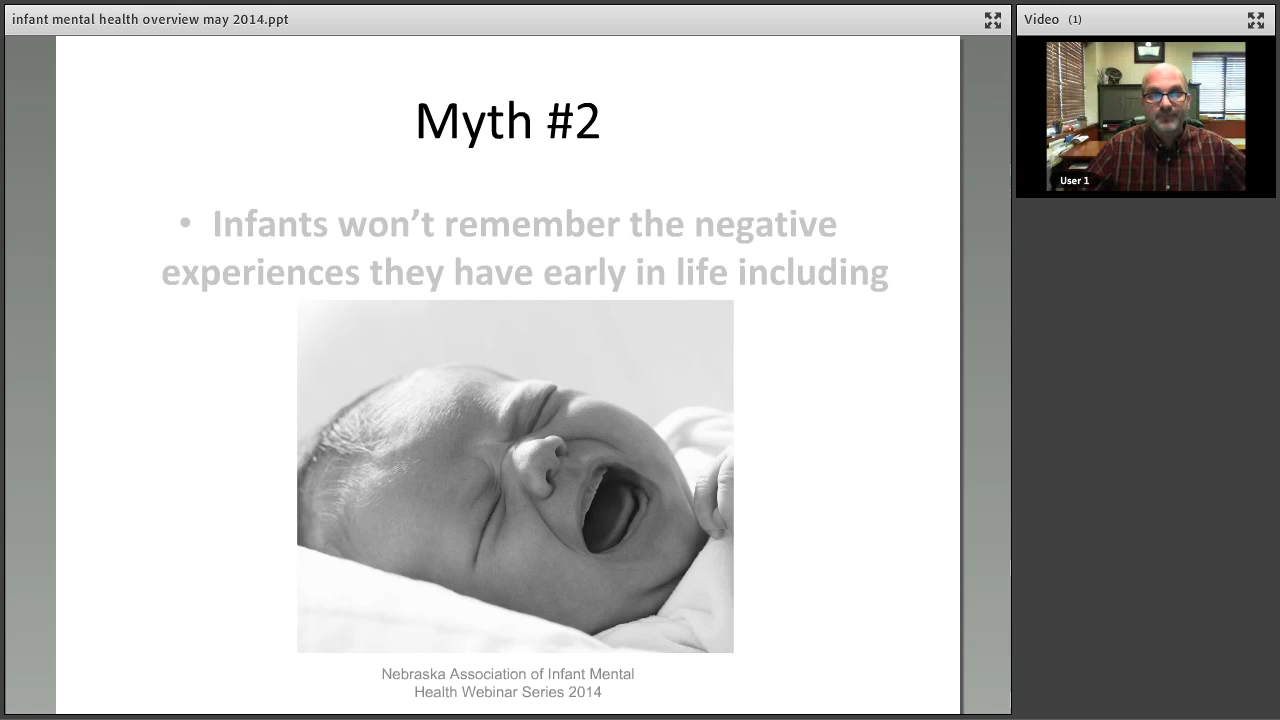 infant mental health overview may 2014.ppt
Video (1)
Myth #2
• Infants won’t remember the negative
experiences they have early in life including
User 1
Nebraska Association of Infant Mental
Health Webinar Series 2014